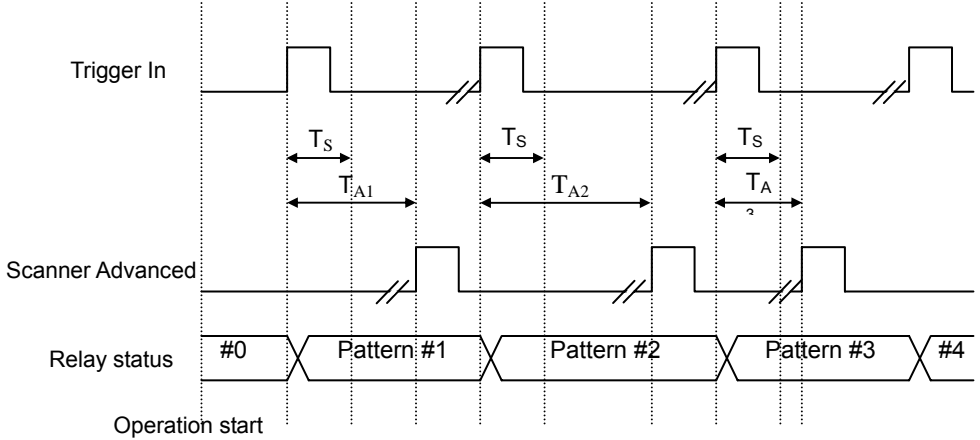 Trigger In
TS TS TS
TA1 TA2 TA
3
Scanner Advanced
#0 Pattern #1 Pattern #2 Pattern #3 #4
Relay status
Operation start